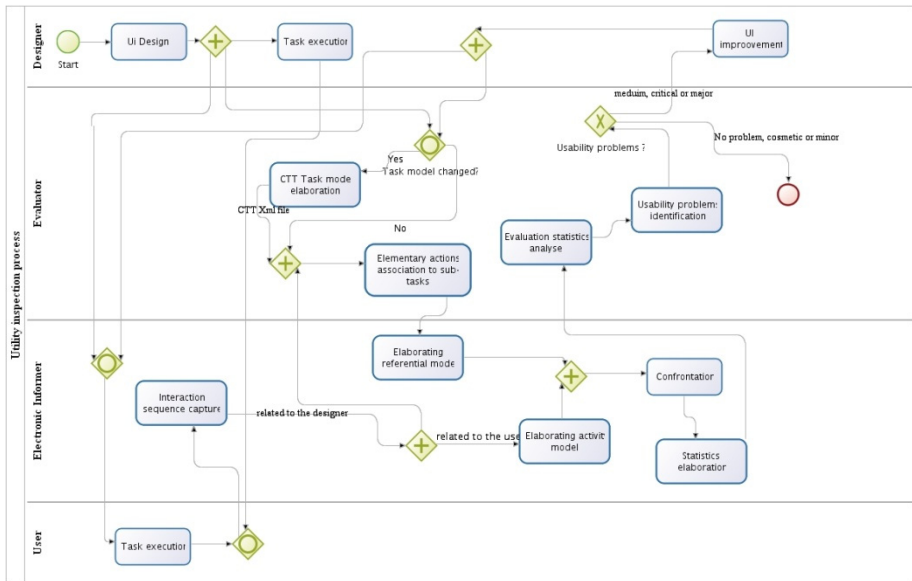 Utility inspection process
Designer
Start
Ui Design
Task execution
UI
improovement
Evaluator
meduim, critical or major
No problem, cosmetic or minor
Usability problems ?
Yes
Task model changed?
CTT Task mode
elaboration
CTT Xml file
No
Usability problems
identification
Evaluation statistics
analyse
Elementary actions
association to sub-
tasks
Electronic Informer
Elaborating
referential mode
Confrontation
Interaction
sequence capture
related to the designer
related to the use
Elaborating activit
model
Statistics
elaboration
User
Task execution